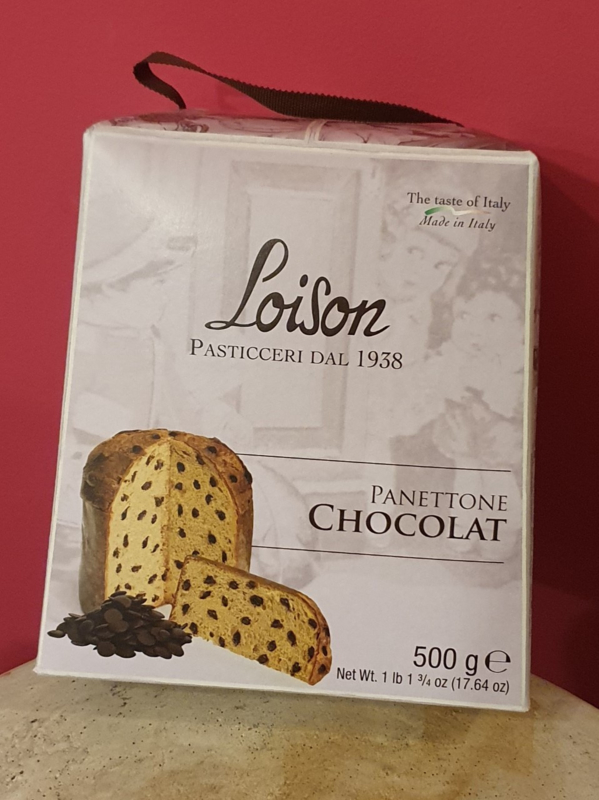 The taste of Italy
Made in Italy
Loison
PASTICCERI DAL 1938
PANETTONE
CHOCOLAT
500 g ℮
Net Wt. 1 lb 1 3/4 oz (17.64 oz)